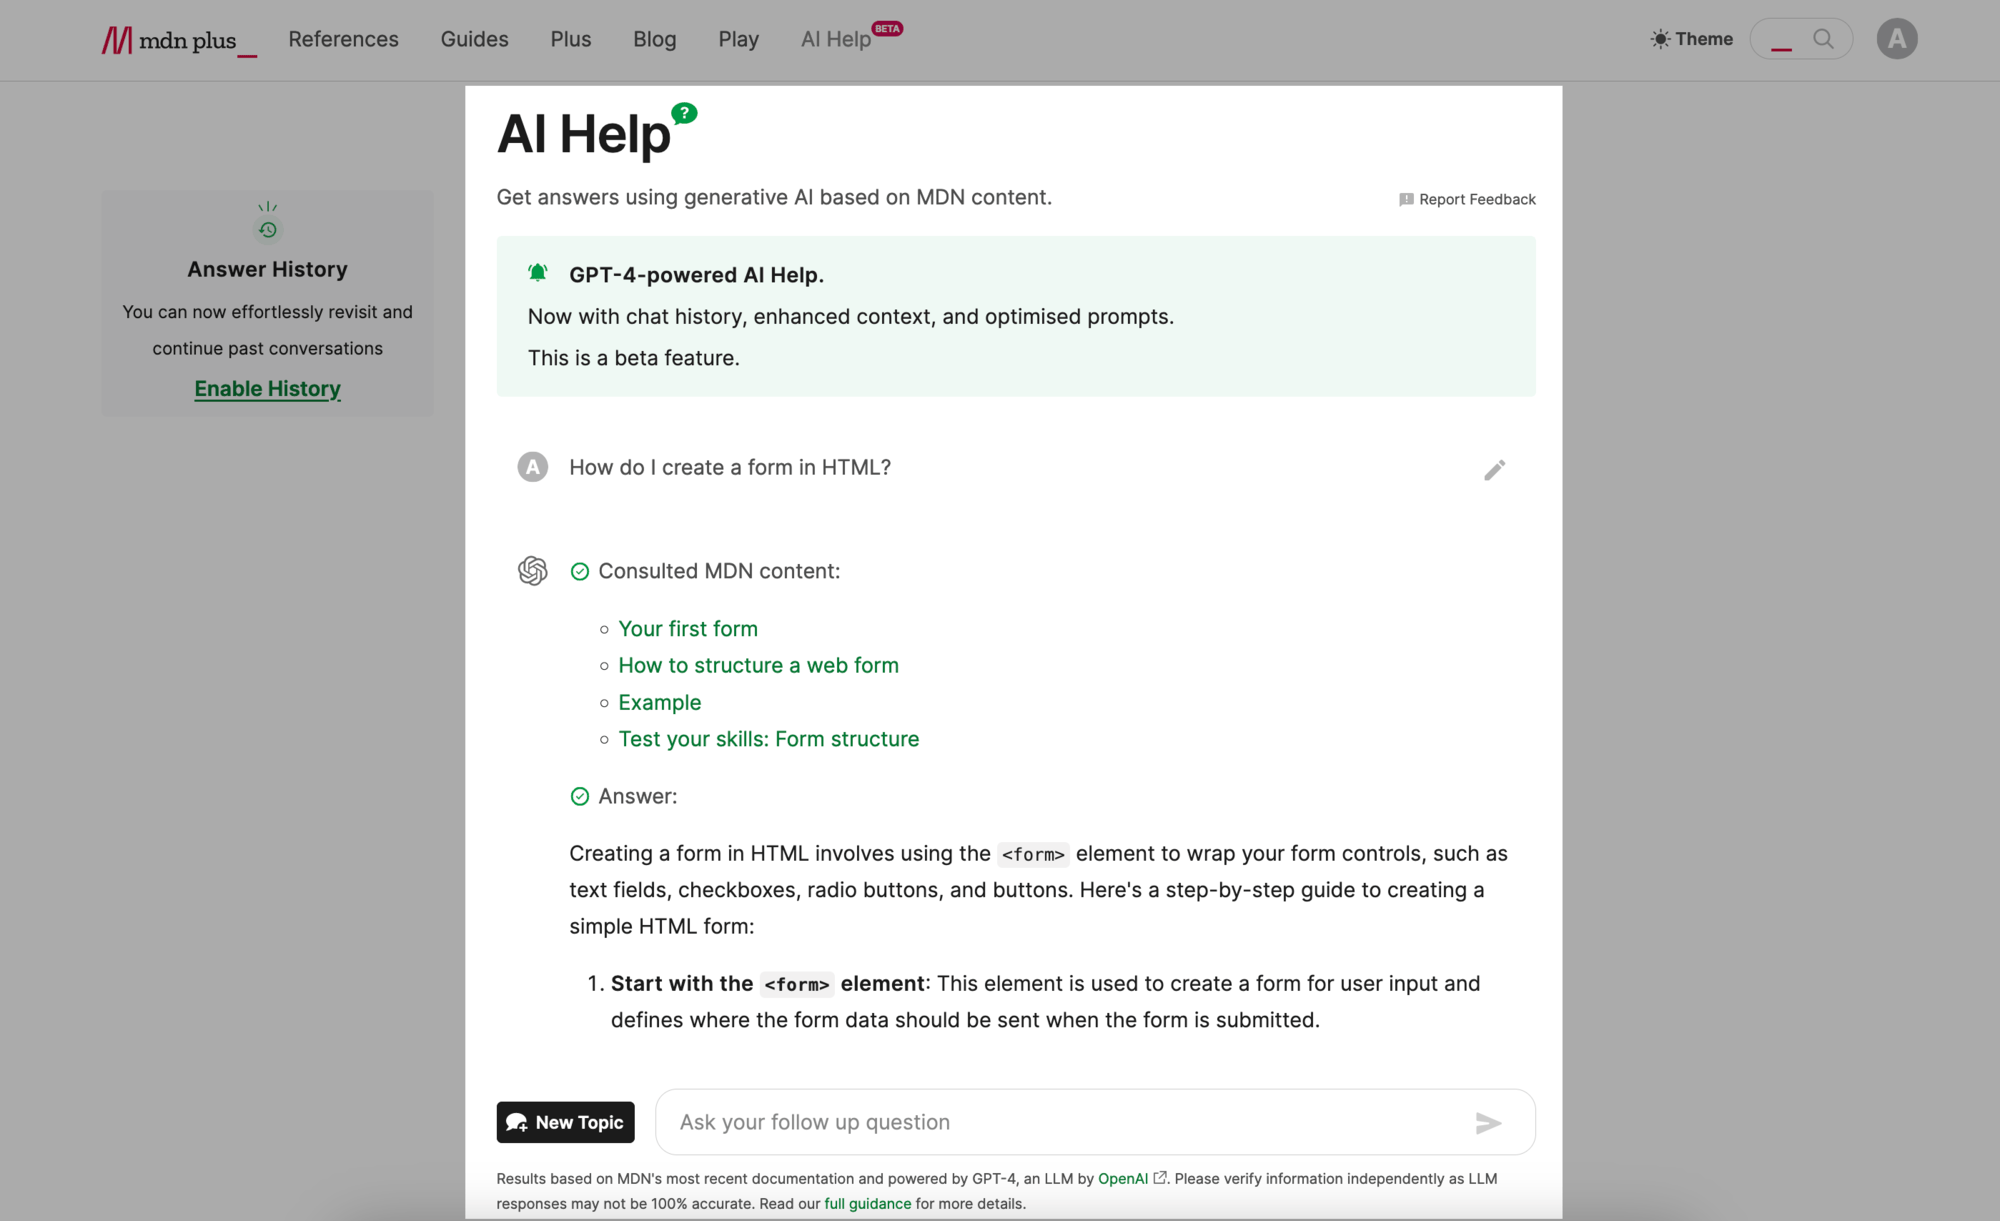 mdn plus_ References Guides Plus Blog Play AI Help BETA Theme _ A
AI Help ?
Get answers using generative AI based on MDN content.
Report Feedback
Answer History
You can now effortlessly revisit and
continue past conversations
Enable History
GPT-4-powered AI Help.
Now with chat history, enhanced context, and optimised prompts.
This is a beta feature.
A How do I create a form in HTML?
Consulted MDN content:
Your first form
How to structure a web form
Example
Test your skills: Form structure
Answer:
Creating a form in HTML involves using the <form> element to wrap your form controls, such as
text fields, checkboxes, radio buttons, and buttons. Here's a step-by-step guide to creating a
simple HTML form:
1. Start with the <form> element: This element is used to create a form for user input and
defines where the form data should be sent when the form is submitted.
New Topic Ask your follow up question
Results based on MDN's most recent documentation and powered by GPT-4, an LLM by OpenAI. Please verify information independently as LLM
responses may not be 100% accurate. Read our full guidance for more details.